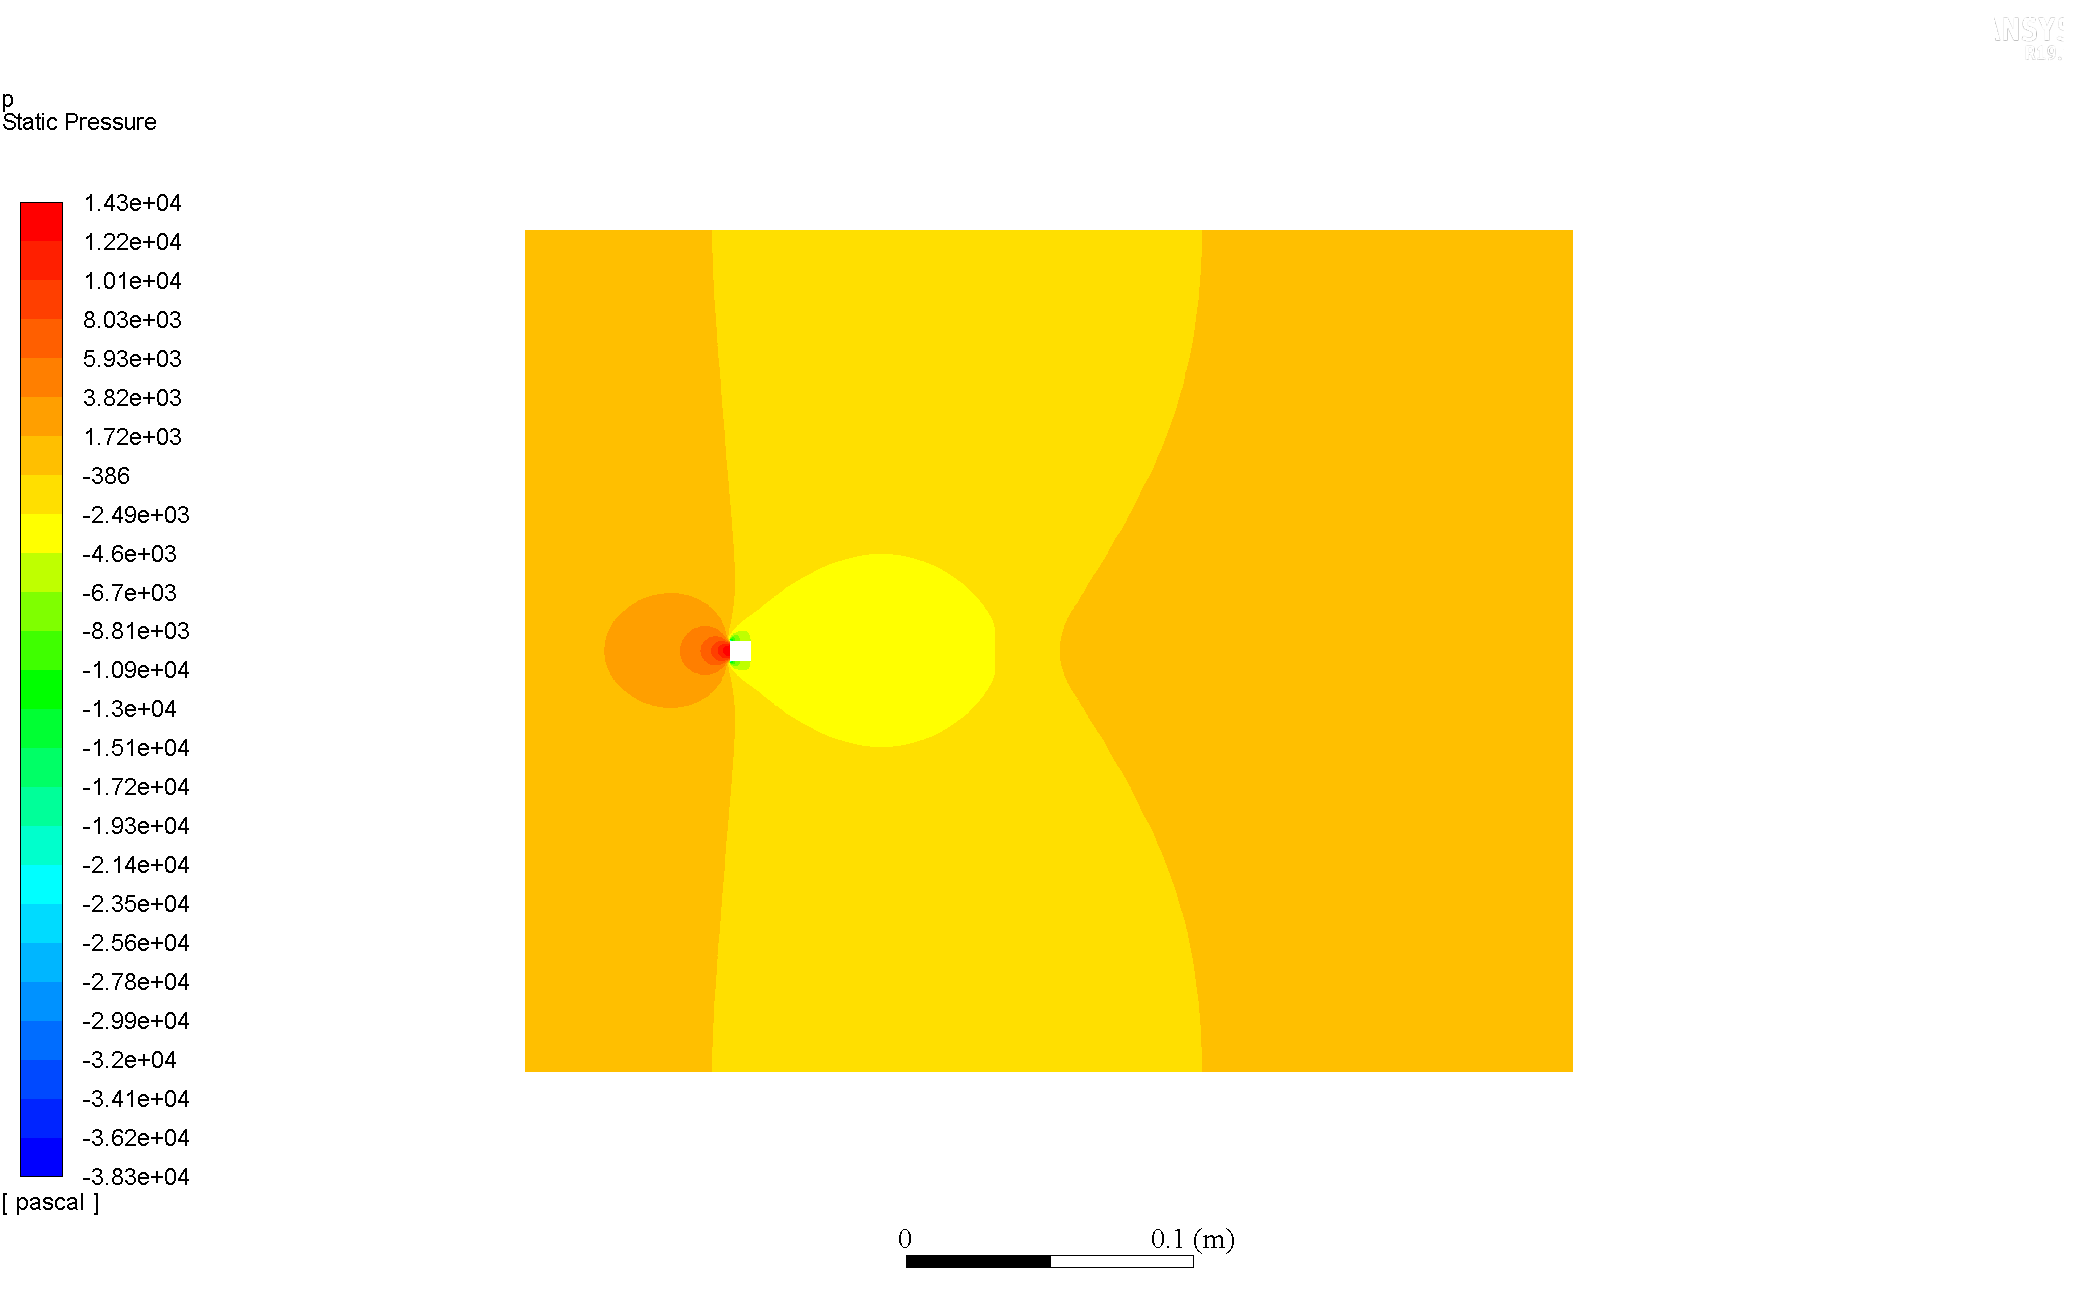 p
Static Pressure
1.43e+04
1.22e+04
1.01e+04
8.03e+03
5.93e+03
3.82e+03
1.72e+03
-386
-2.49e+03
-4.6e+03
-6.7e+03
-8.81e+03
-1.09e+04
-1.3e+04
-1.51e+04
-1.72e+04
-1.93e+04
-2.14e+04
-2.35e+04
-2.56e+04
-2.78e+04
-2.99e+04
-3.2e+04
-3.41e+04
-3.62e+04
-3.83e+04
[ pascal ]
0 0.1 (m)